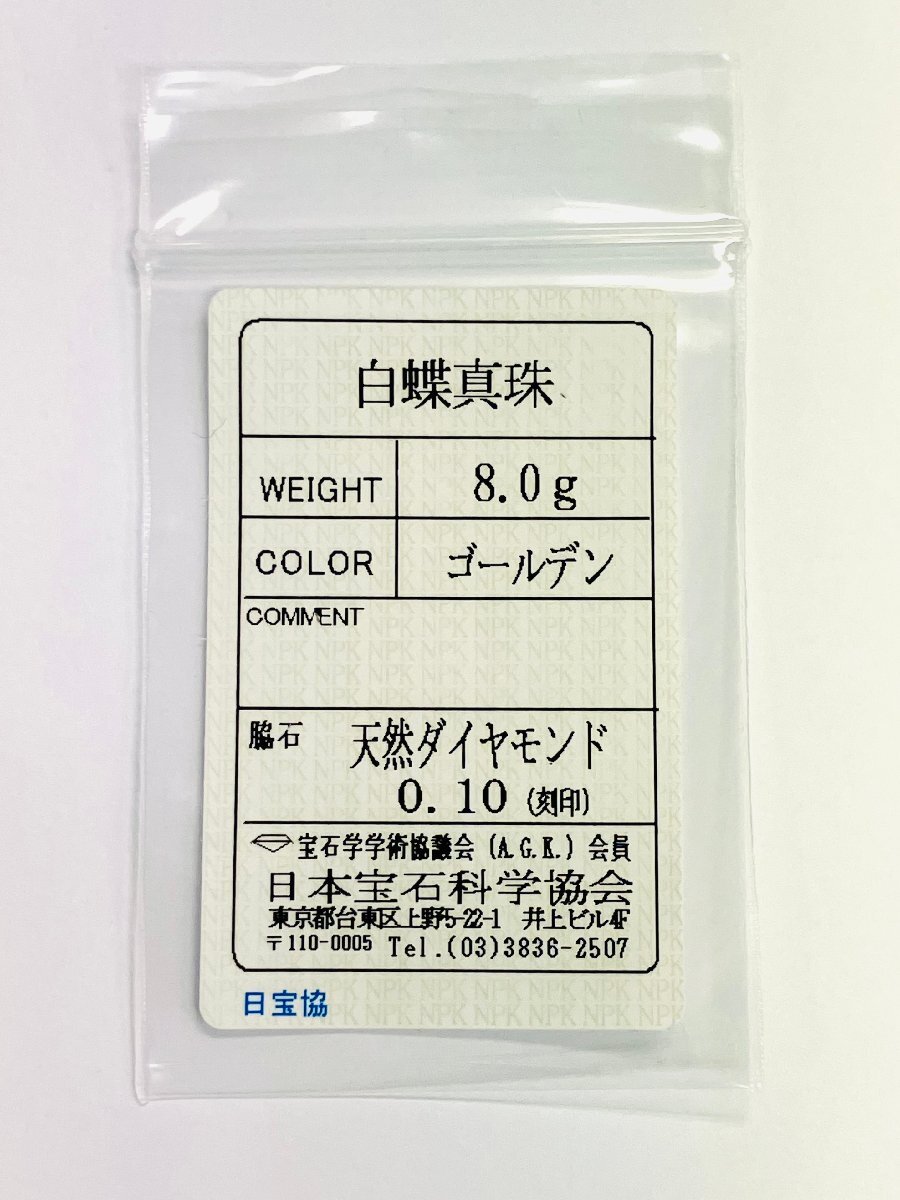 白蝶真珠
WEIGHT 8.0g
COLOR ゴールデン
COMMENT
脇石 天然ダイヤモンド
0.10 (刻印)
宝石学学術協議会 (A.G.K.) 会員
日本宝石科学協会
東京都台東区上野5-22-1 井上ビル4F
〒110-0005 Tel.(03)3836-2507
日宝協